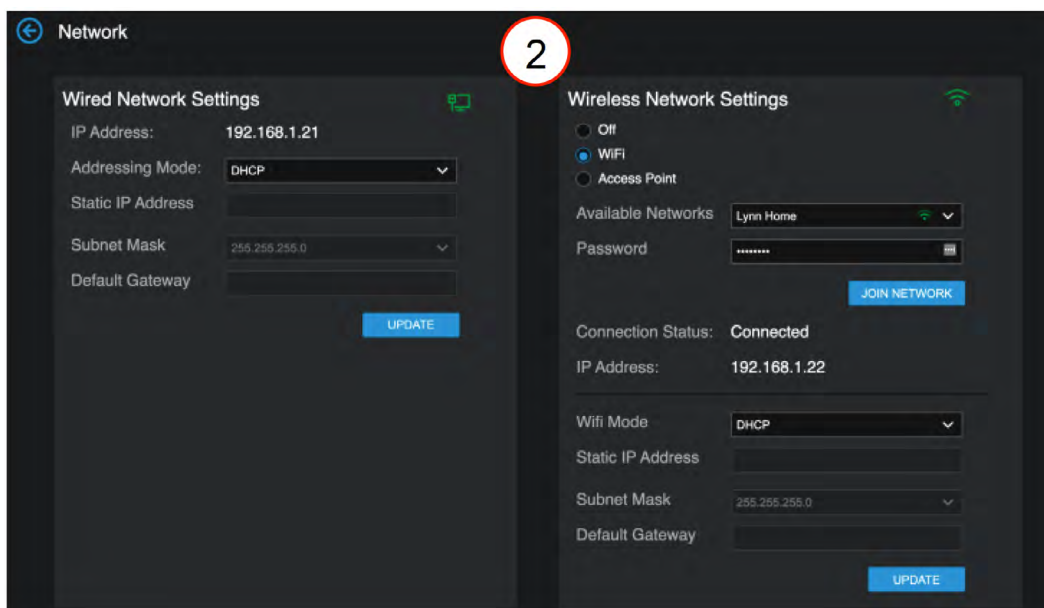 Network
2
Wired Network Settings
IP Address: 192.168.1.21
Addressing Mode: DHCP
Static IP Address
Subnet Mask 255.255.255.0
Default Gateway
UPDATE
Wireless Network Settings
Off
WiFi
Access Point
Available Networks Lynn Home
Password ••••••••
JOIN NETWORK
Connection Status: Connected
IP Address: 192.168.1.22
Wifi Mode DHCP
Static IP Address
Subnet Mask 255.255.255.0
Default Gateway
UPDATE